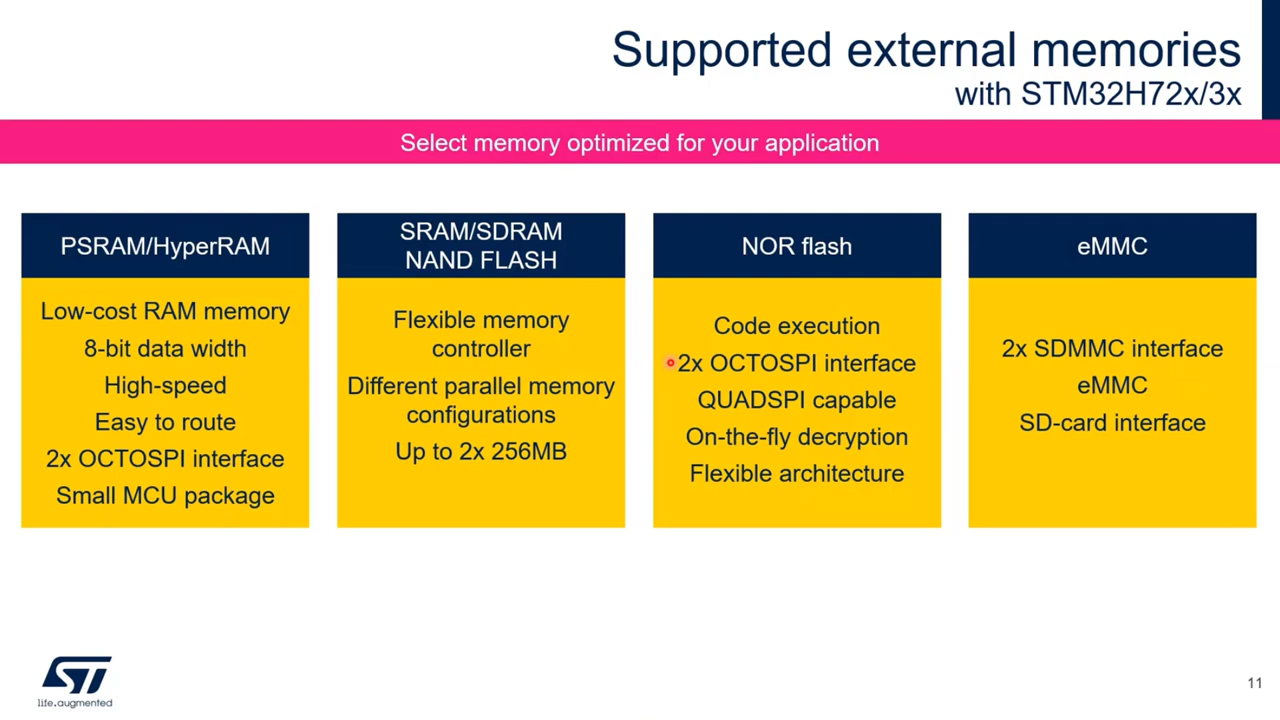 Supported external memories
with STM32H72x/3x
Select memory optimized for your application
PSRAM/HyperRAM
Low-cost RAM memory
8-bit data width
High-speed
Easy to route
2x OCTOSPI interface
Small MCU package
SRAM/SDRAM
NAND FLASH
Flexible memory
controller
Different parallel memory
configurations
Up to 2x 256MB
NOR flash
Code execution
2x OCTOSPI interface
QUADSPI capable
On-the-fly decryption
Flexible architecture
eMMC
2x SDMMC interface
eMMC
SD-card interface
ST
life.augmented
11